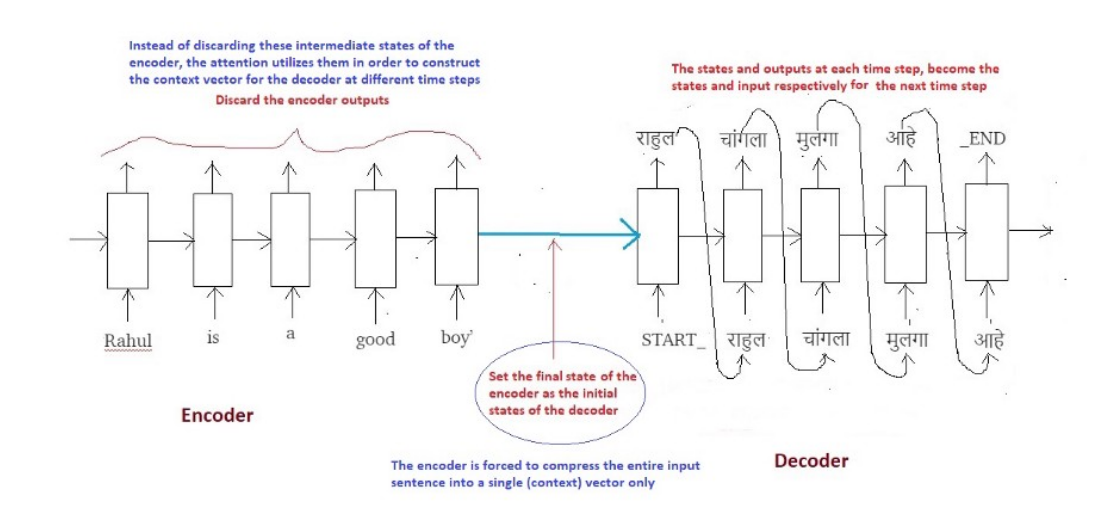 Instead of discarding these intermediate states of the
encoder, the attention utilizes them in order to construct
the context vector for the decoder at different time steps
Discard the encoder outputs
The states and outputs at each time step, become the
states and input respectively for the next time step
राहुल चांगला मुलगा आहे _END
Rahul is a good boy'
START_ राहुल चांगला मुलगा आहे
Set the final state of the
encoder as the initial
states of the decoder
Encoder
Decoder
The encoder is forced to compress the entire input
sentence into a single (context) vector only